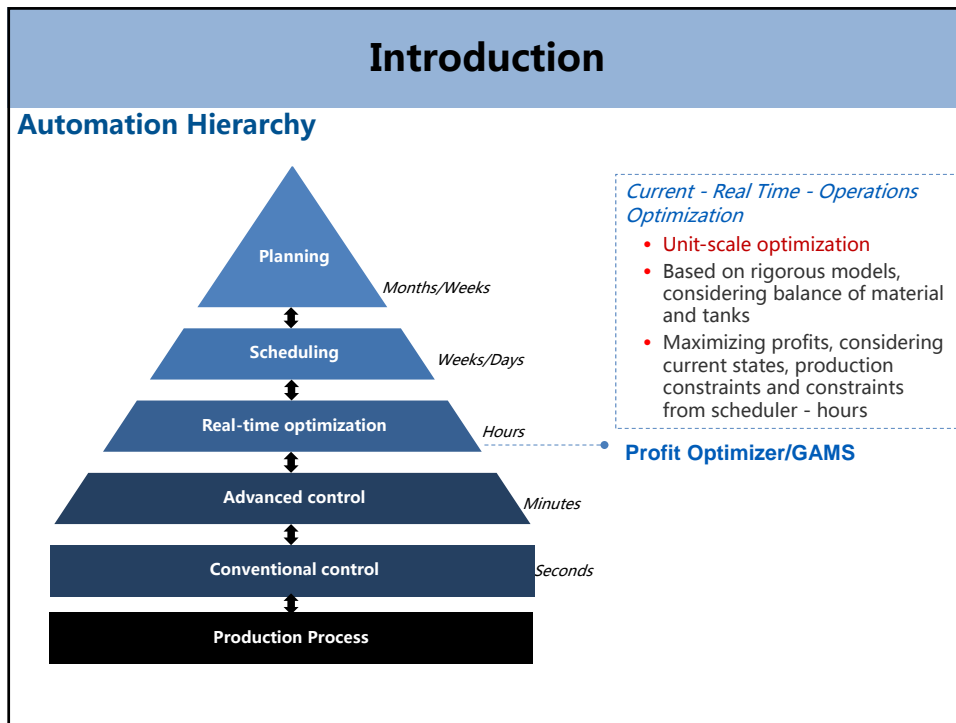 Introduction
Automation Hierarchy
Planning
Months/Weeks
Scheduling
Weeks/Days
Real-time optimization
Hours
Advanced control
Minutes
Conventional control
Seconds
Production Process
Current - Real Time - Operations
Optimization
• Unit-scale optimization
• Based on rigorous models,
considering balance of material
and tanks
• Maximizing profits, considering
current states, production
constraints and constraints
from scheduler - hours
Profit Optimizer/GAMS